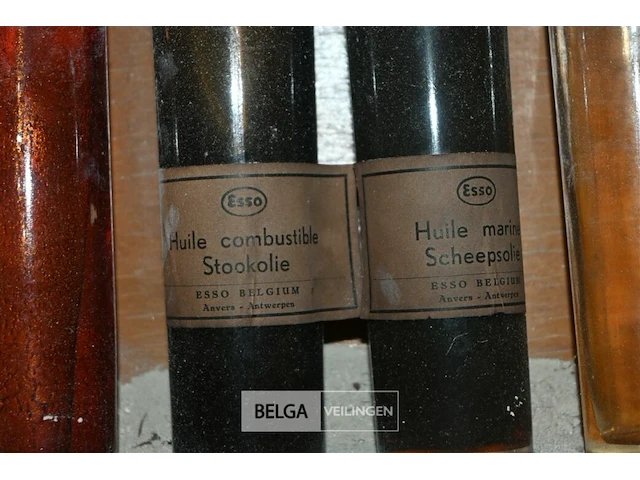 Esso
Huile combustible
Stookolie
ESSO BELGIUM
Anvers - Antwerpen
Esso
Huile marine
Scheepsolie
ESSO BELGIUM
Anvers - Antwerpen
BELGA VEILINGEN